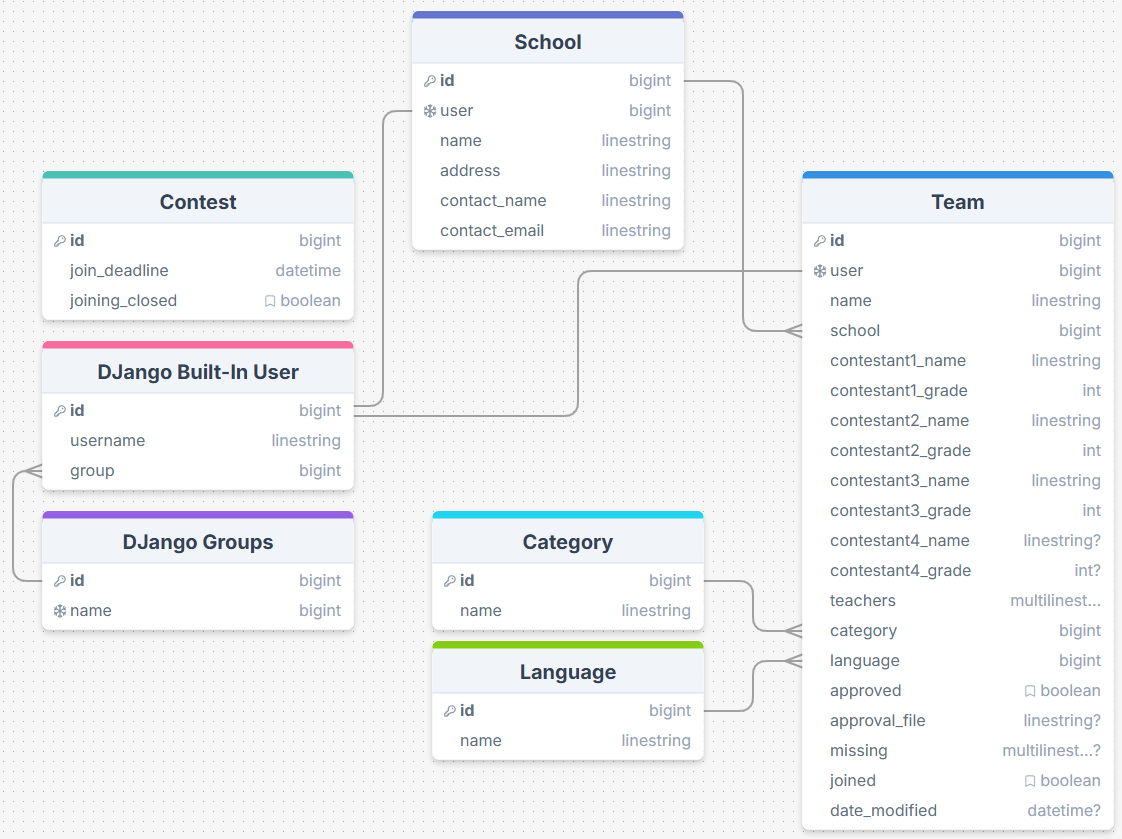 School
id bigint
user bigint
name linestring
address linestring
contact_name linestring
contact_email linestring
Contest
id bigint
join_deadline datetime
joining_closed boolean
DJango Built-In User
id bigint
username linestring
group bigint
DJango Groups
id bigint
name bigint
Category
id bigint
name linestring
Language
id bigint
name linestring
Team
id bigint
user bigint
name linestring
school bigint
contestant1_name linestring
contestant1_grade int
contestant2_name linestring
contestant2_grade int
contestant3_name linestring
contestant3_grade int
contestant4_name linestring?
contestant4_grade int?
teachers multilinest...
category bigint
language bigint
approved boolean
approval_file linestring?
missing multilinest...?
joined boolean
date_modified datetime?